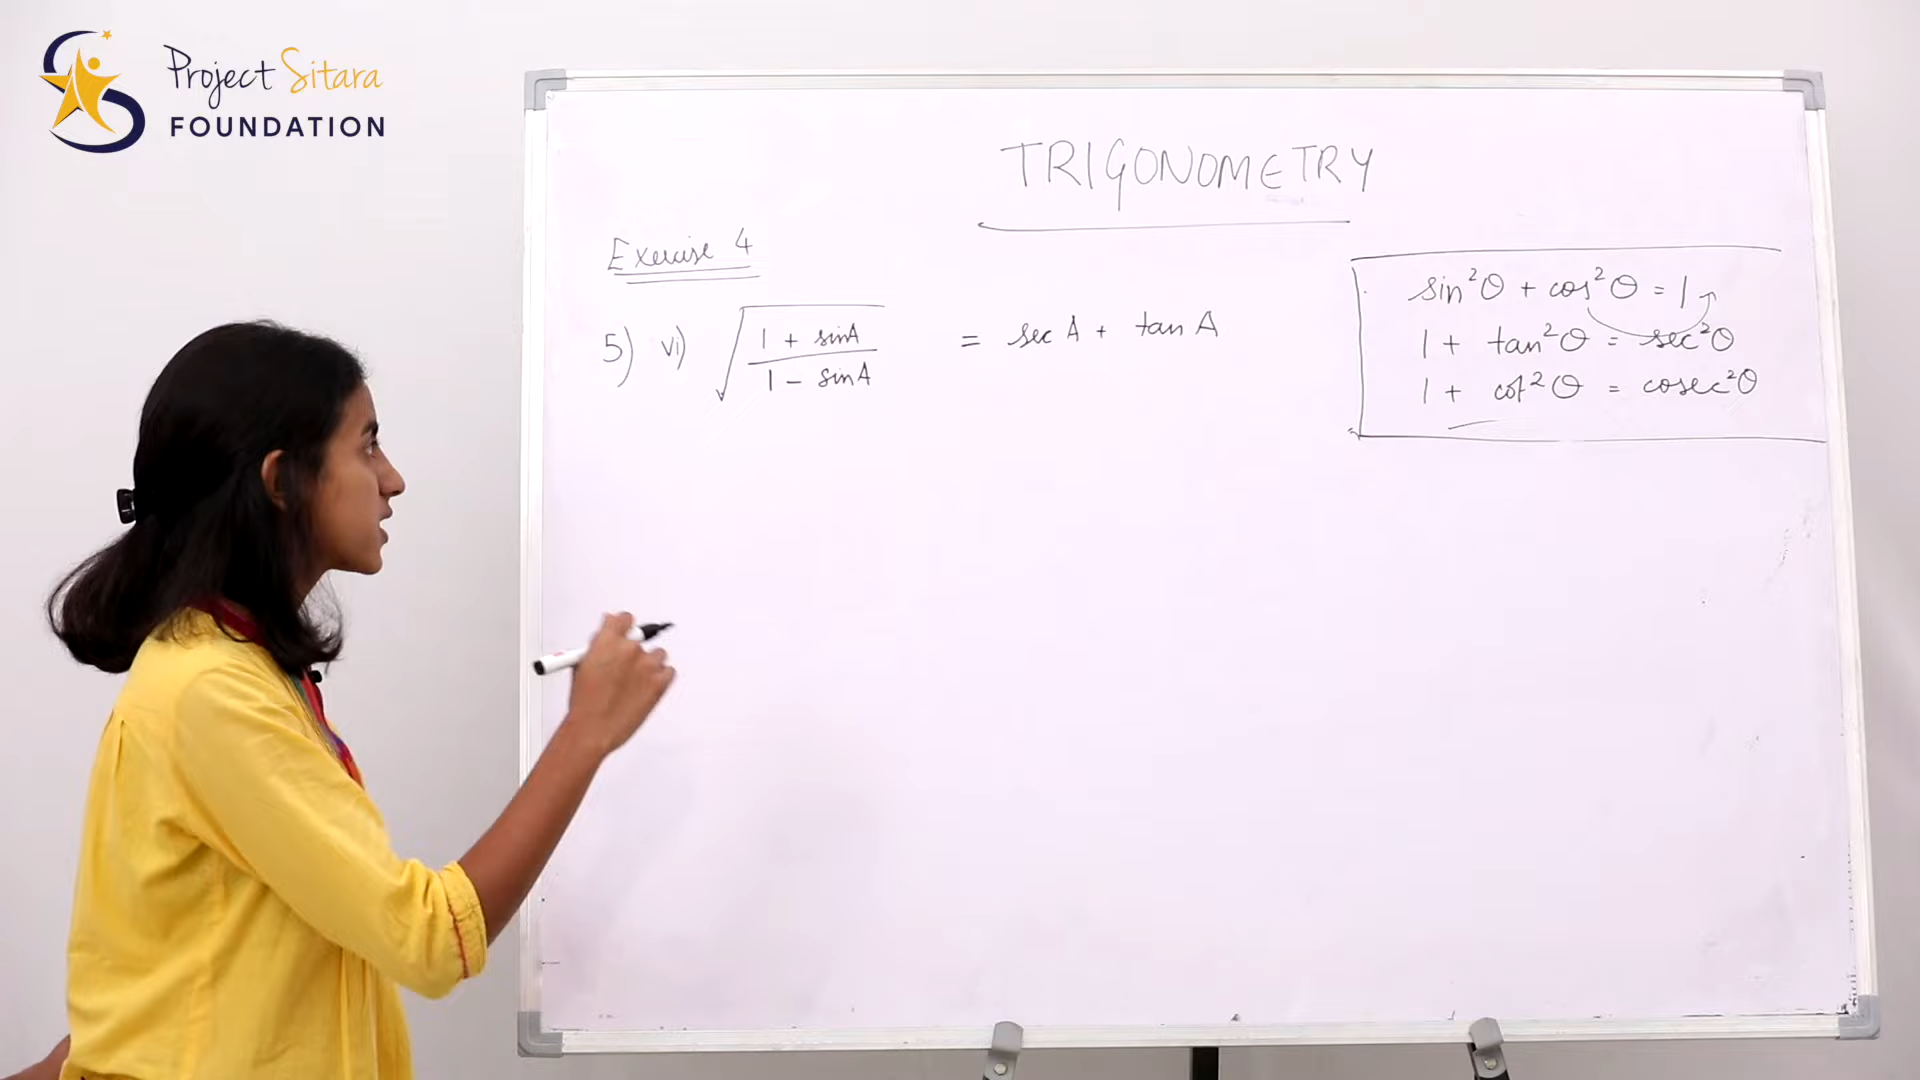 Project Sitara
FOUNDATION
TRIGONOMETRY
Exercise 4
5) vi) √((1 + sinA)/(1 - sinA)) = sec A + tan A
sin²θ + cos²θ = 1
1 + tan²θ = sec²θ
1 + cot²θ = cosec²θ